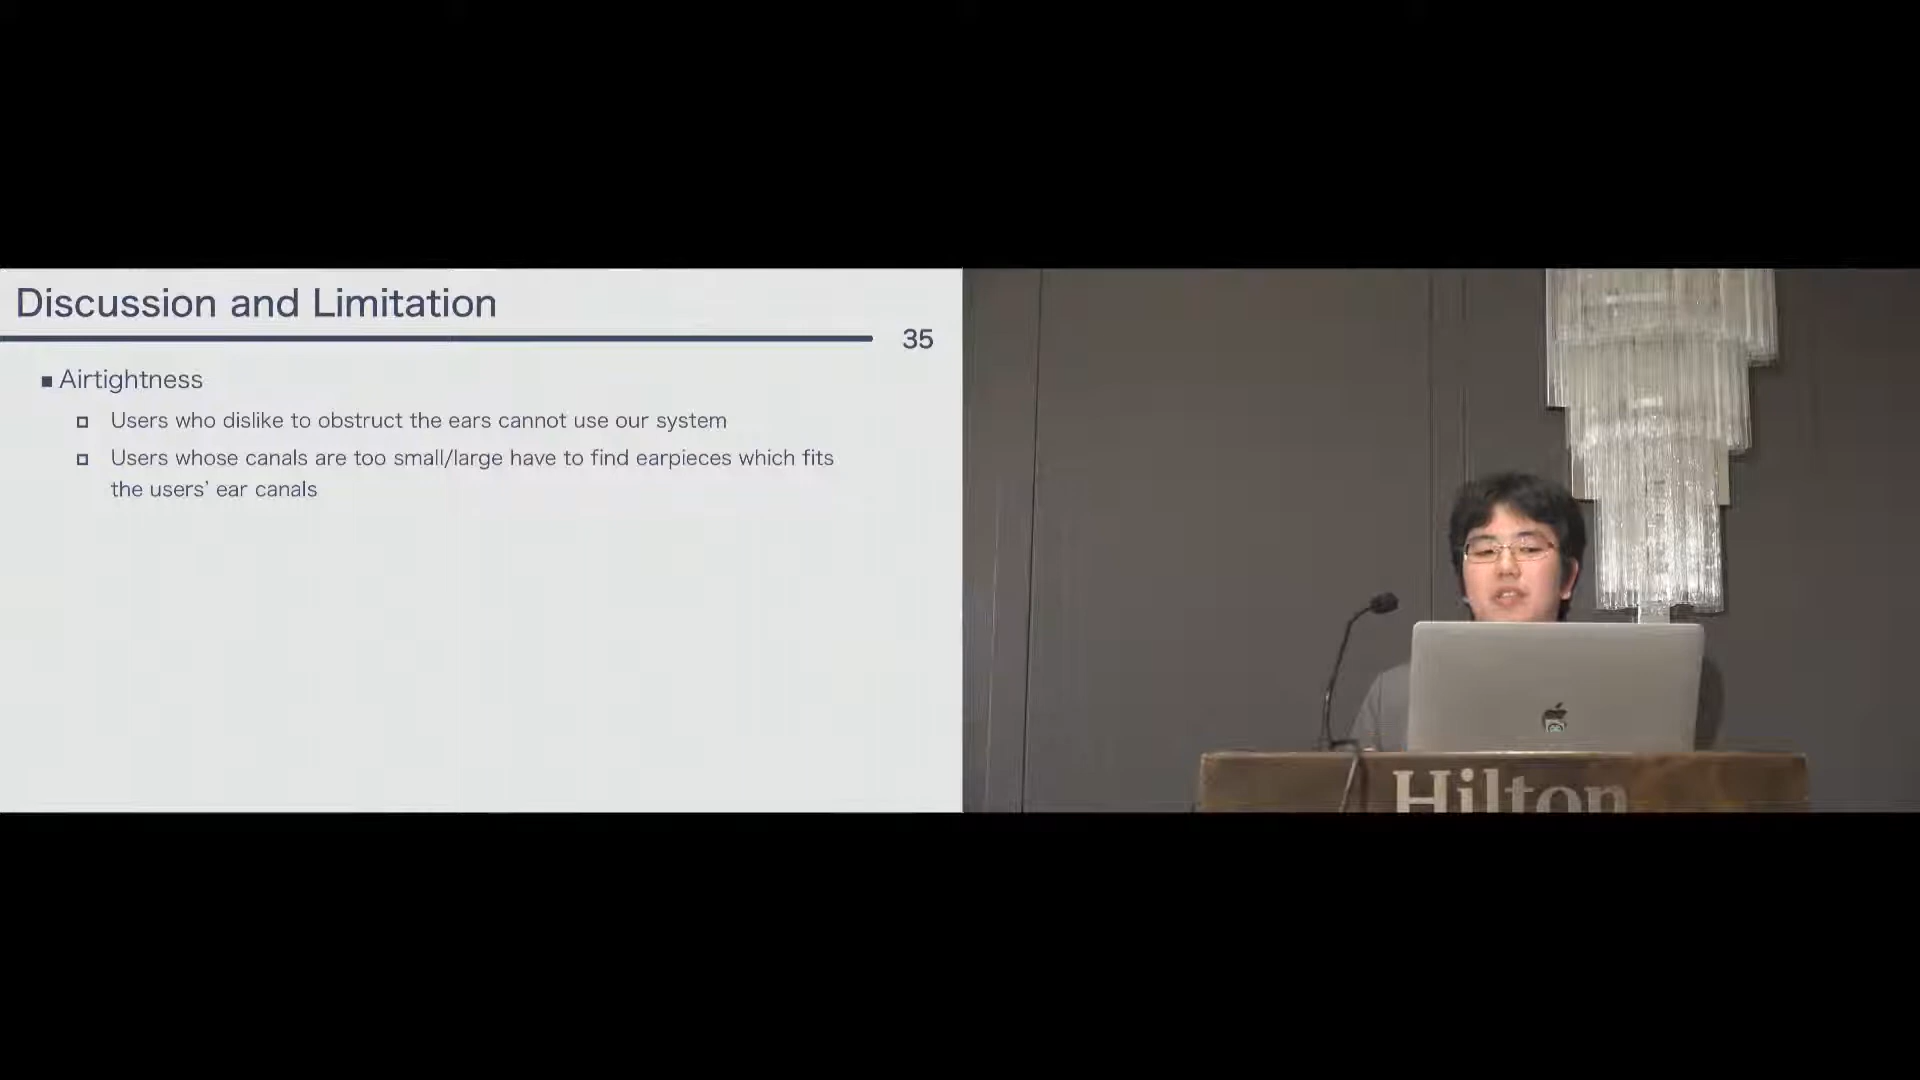 Discussion and Limitation
35
■ Airtightness
Users who dislike to obstruct the ears cannot use our system
Users whose canals are too small/large have to find earpieces which fits
the users’ ear canals
Hilton